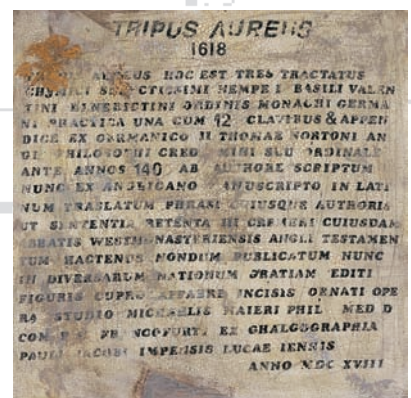 TRIPUS AUREUS
1618
AUREUS HOC EST TRES TRACTATUS
CHYMICI SELECTISSIMI NEMPE I BASILI VALEN
TINI BENEDICTINI ORDINIS MONACHI GERMA
NI PRACTICA UNA CUM 12 CLAVIBUS & APPEN
DICE EX GERMANICO II THOMAE NORTONI AN
GLI PHILOSOPHI CREDE MIHI SEU ORDINALE
ANTE ANNOS 140 AB AUTHORE SCRIPTUM
NUNC EX ANGLICANO MANUSCRIPTO IN LATI
NUM TRASLATUM PHRASI CUIUSQUE AUTHORIS
UT SENTENTIA RETENTA III CREMERI CUIUSDAM
ABBATIS WESTMONASTERIENSIS ANGLI TESTAMEN
TUM HACTENUS NONDUM PUBLICATUM NUNC
IN DIVERSARUM NATIONUM GRATIAM EDITI
FIGURIS CUPRO AFFABRE INCISIS ORNATI OPE
RA STUDIO MICHAELIS MAIERI PHIL MED D
COM FRANCOFURTI EX CHALCOGRAPHIA
PAULI JACOBI IMPENSIS LUCAE IENNIS
ANNO MDC XVIII